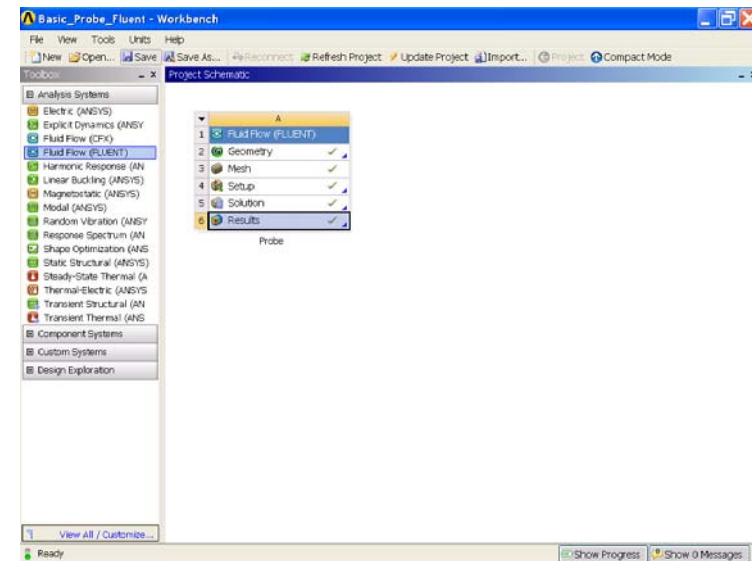 Basic_Probe_Fluent - Workbench
File View Tools Units Help
New Open... Save Save As... Reconnect Refresh Project Update Project Import... Project Compact Mode
Toolbox
Project Schematic
Analysis Systems
Electric (ANSYS)
Explicit Dynamics (ANSY
Fluid Flow (CFX)
Fluid Flow (FLUENT)
Harmonic Response (AN
Linear Buckling (ANSYS)
Magnetostatic (ANSYS)
Modal (ANSYS)
Random Vibration (ANSY
Response Spectrum (AN
Shape Optimization (ANS
Static Structural (ANSYS)
Steady-State Thermal (A
Thermal-Electric (ANSYS
Transient Structural (AN
Transient Thermal (ANS
Component Systems
Custom Systems
Design Exploration
View All / Customize...
A
1 Fluid Flow (FLUENT)
2 Geometry
3 Mesh
4 Setup
5 Solution
6 Results
Probe
Ready
Show Progress Show 0 Messages